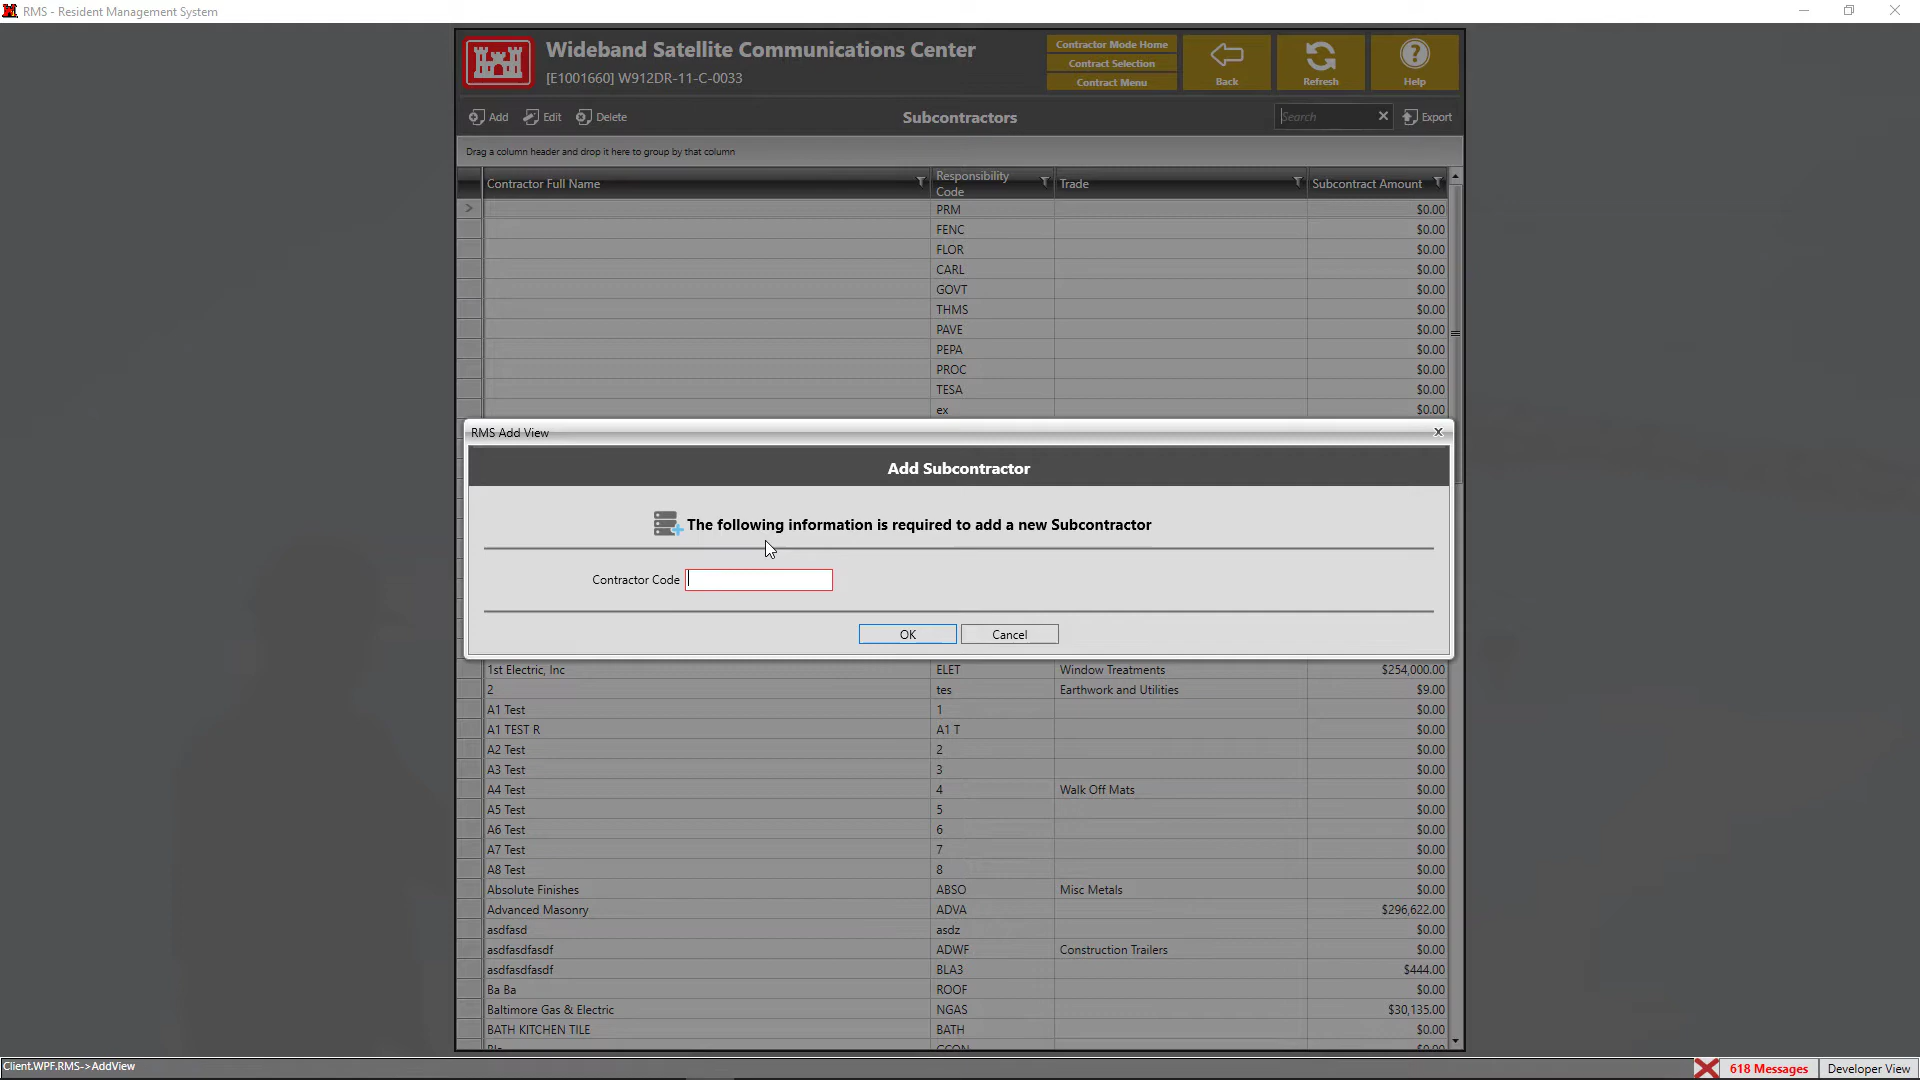 RMS - Resident Management System
Wideband Satellite Communications Center
[E1001660] W912DR-11-C-0033
Contractor Mode Home
Contract Selection
Contract Menu
Back
Refresh
Help
Add Edit Delete
Subcontractors
Search
Export
Drag a column header and drop it here to group by that column
Contractor Full Name Responsibility Code Trade Subcontract Amount
PRM $0.00
FENC $0.00
FLOR $0.00
CARL $0.00
GOVT $0.00
THMS $0.00
PAVE $0.00
PEPA $0.00
PROC $0.00
TESA $0.00
ex $0.00
RMS Add View
Add Subcontractor
The following information is required to add a new Subcontractor
Contractor Code
OK Cancel
1st Electric, Inc ELET Window Treatments $254,000.00
2 tes Earthwork and Utilities $9.00
A1 Test 1 $0.00
A1 TEST R A1 T $0.00
A2 Test 2 $0.00
A3 Test 3 $0.00
A4 Test 4 Walk Off Mats $0.00
A5 Test 5 $0.00
A6 Test 6 $0.00
A7 Test 7 $0.00
A8 Test 8 $0.00
Absolute Finishes ABSO Misc Metals $0.00
Advanced Masonry ADVA $296,622.00
asdfasd asdz $0.00
asdfasdfasdf ADWF Construction Trailers $0.00
asdfasdfasdf BLA3 $444.00
Ba Ba ROOF $0.00
Baltimore Gas & Electric NGAS $30,135.00
BATH KITCHEN TILE BATH $0.00
Client.WPF.RMS->AddView
618 Messages
Developer View